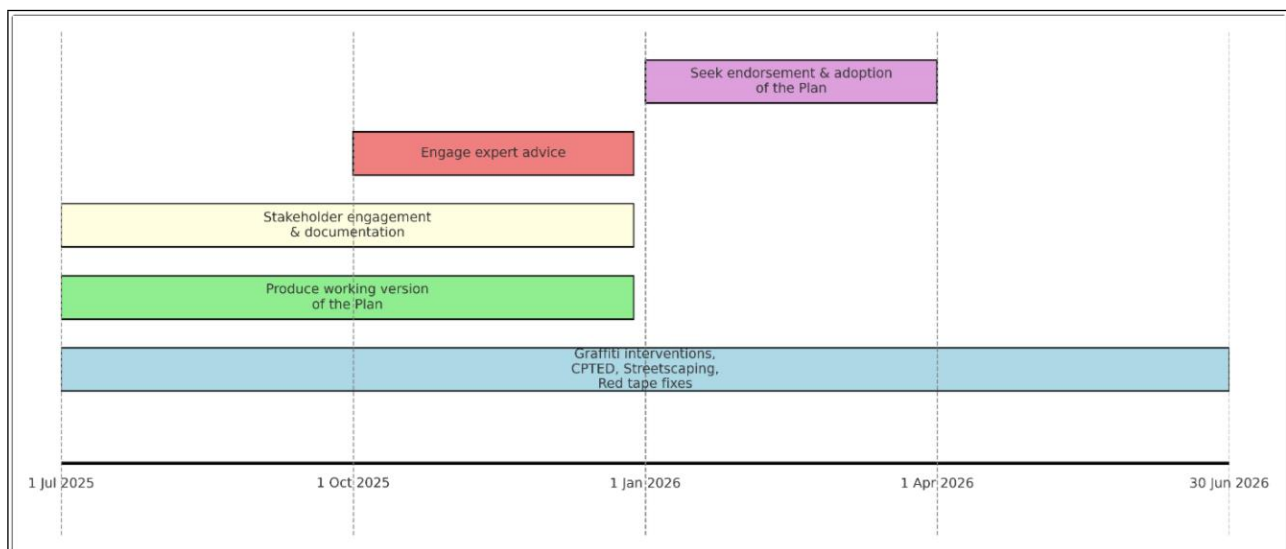 Seek endorsement & adoption
of the Plan
Engage expert advice
Stakeholder engagement
& documentation
Produce working version
of the Plan
Graffiti interventions,
CPTED, Streetscaping,
Red tape fixes
1 Jul 2025
1 Oct 2025
1 Jan 2026
1 Apr 2026
30 Jun 2026